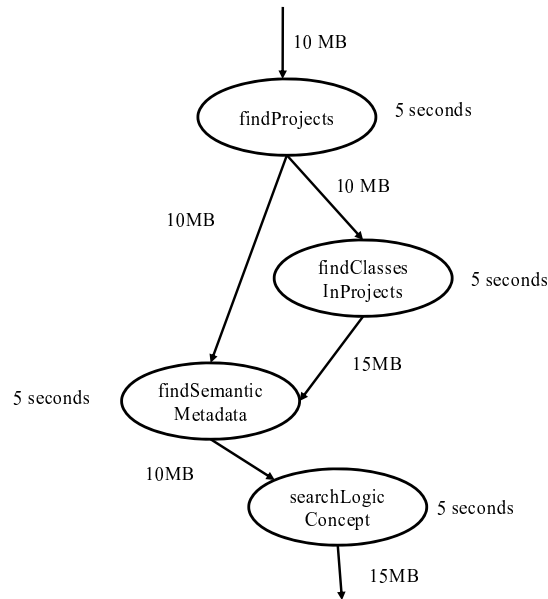 10 MB
findProjects
5 seconds
10 MB
10MB
findClasses
InProjects
5 seconds
15MB
findSemantic
Metadata
5 seconds
10MB
searchLogic
Concept
5 seconds
15MB